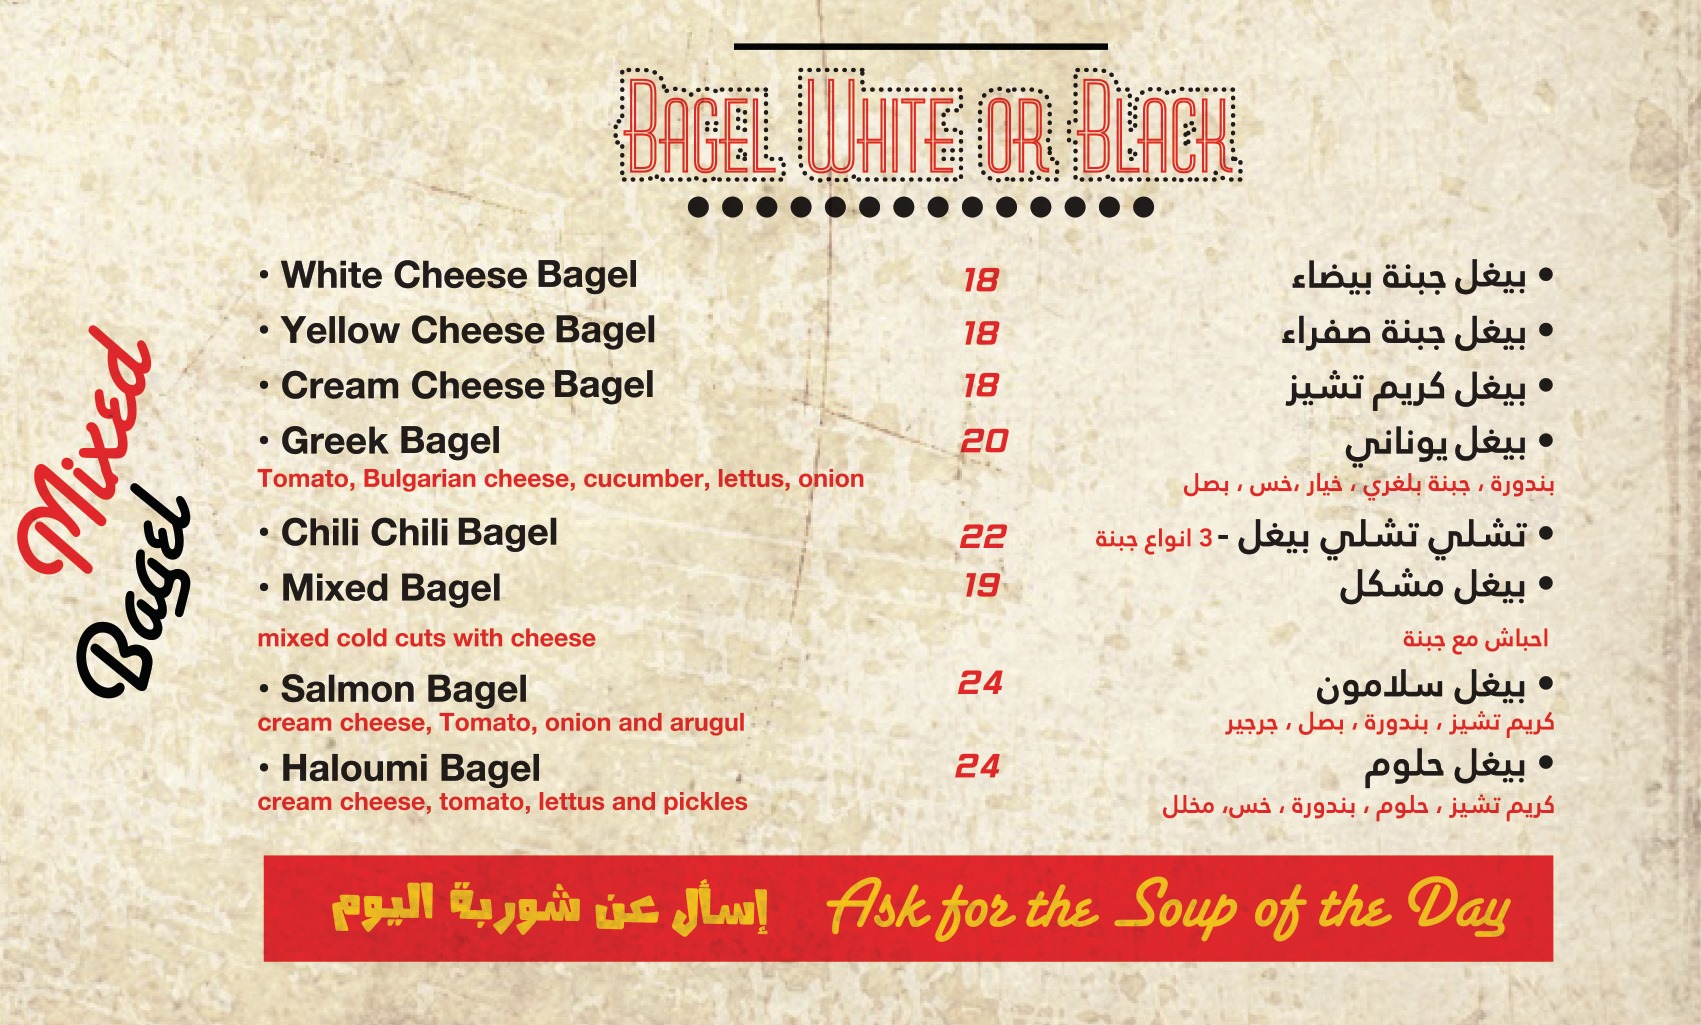 BAGEL WHITE OR BLACK
Mixed
Bagel
• White Cheese Bagel 18 • بيغل جبنة بيضاء
• Yellow Cheese Bagel 18 • بيغل جبنة صفراء
• Cream Cheese Bagel 18 • بيغل كريم تشيز
• Greek Bagel 20 • بيغل يوناني
Tomato, Bulgarian cheese, cucumber, lettus, onion بندورة ، جبنة بلغري ، خيار ،خس ، بصل
• Chili Chili Bagel 22 • تشلي تشلي بيغل - 3 انواع جبنة
• Mixed Bagel 19 • بيغل مشكل
mixed cold cuts with cheese احباش مع جبنة
• Salmon Bagel 24 • بيغل سلامون
cream cheese, Tomato, onion and arugul كريم تشيز ، بندورة ، بصل ، جرجير
• Haloumi Bagel 24 • بيغل حلوم
cream cheese, tomato, lettus and pickles كريم تشيز ، حلوم ، بندورة ، خس، مخلل
إسأل عن شوربة اليوم Ask for the Soup of the Day